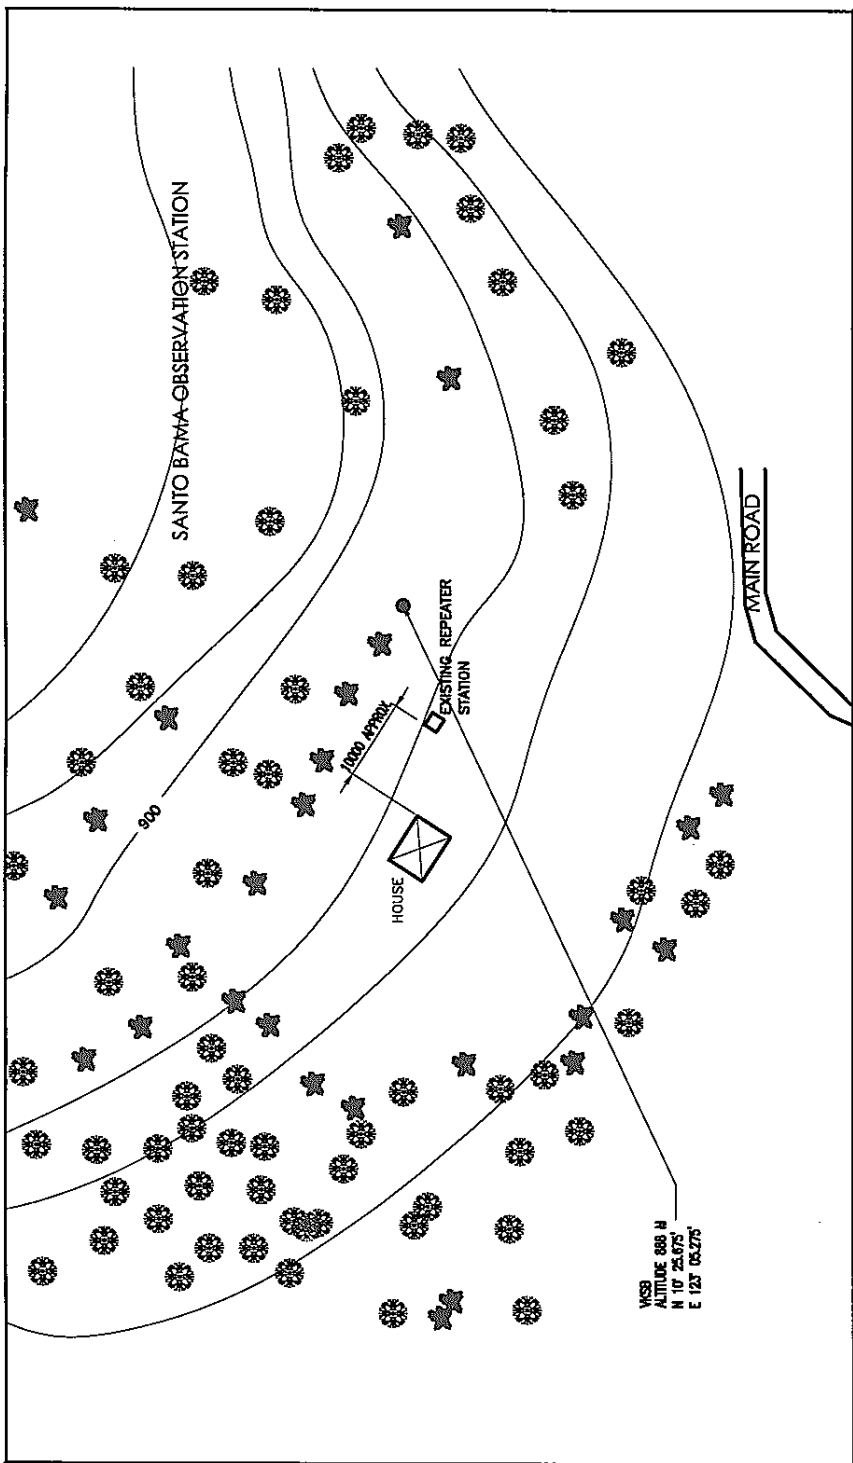 SANTO BAMA OBSERVATION STATION
MAIN ROAD
EXISTING REPEATER
STATION
10000 APPROX.
900
HOUSE
VKSB
ALTITUDE 888 M
N 10° 25.675'
E 123° 05.275'